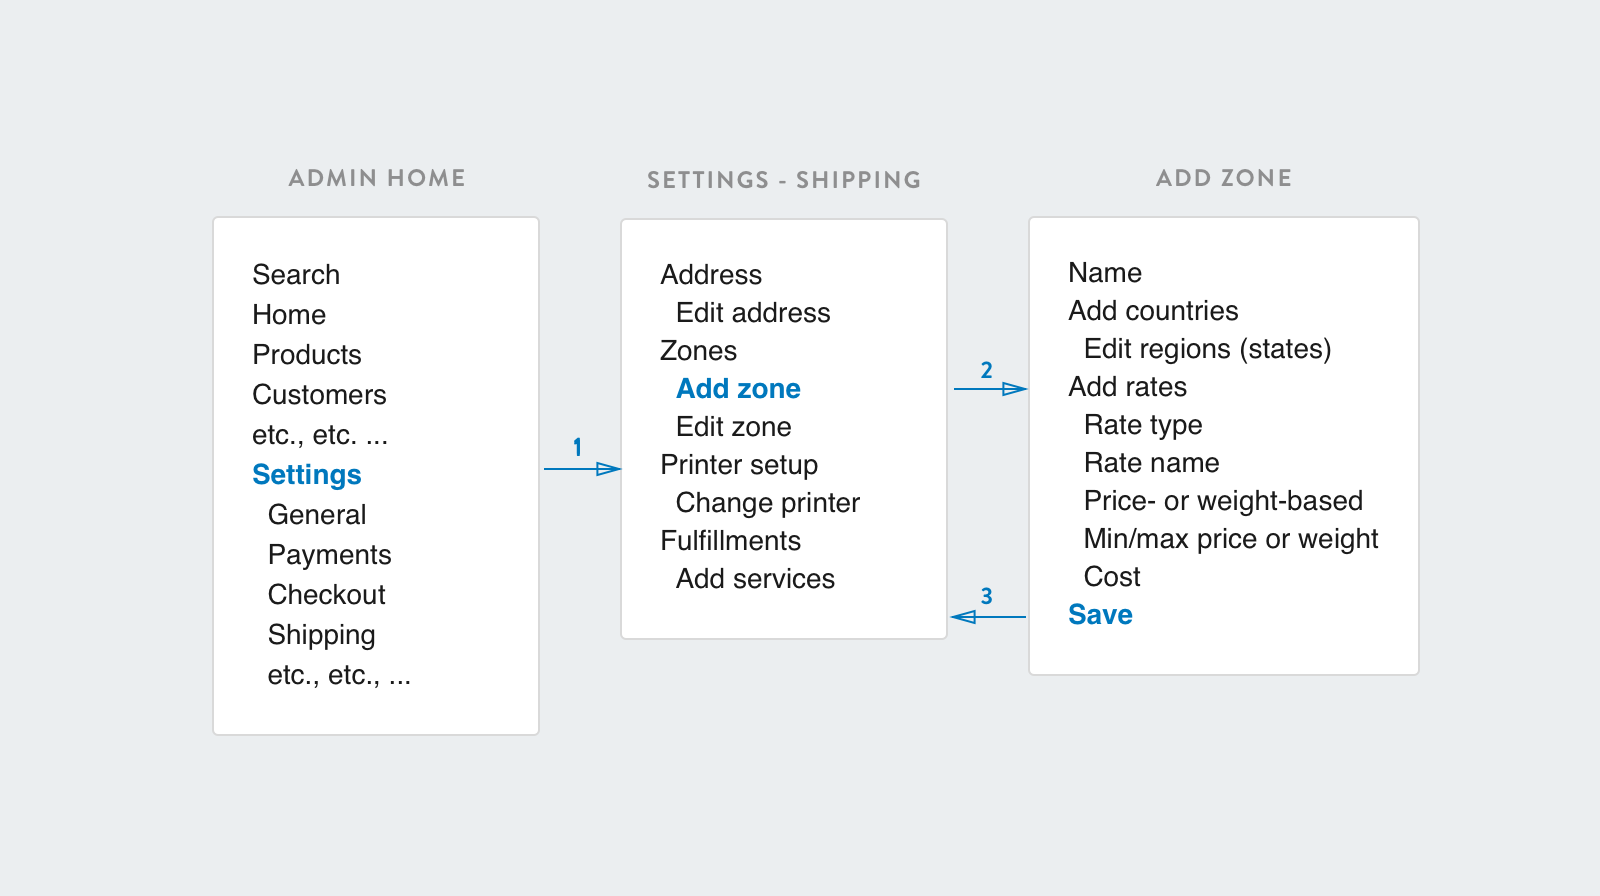 ADMIN HOME
Search
Home
Products
Customers
etc., etc. ...
Settings
General
Payments
Checkout
Shipping
etc., etc., ...
1
SETTINGS - SHIPPING
Address
Edit address
Zones
Add zone
Edit zone
Printer setup
Change printer
Fulfillments
Add services
2
3
ADD ZONE
Name
Add countries
Edit regions (states)
Add rates
Rate type
Rate name
Price- or weight-based
Min/max price or weight
Cost
Save